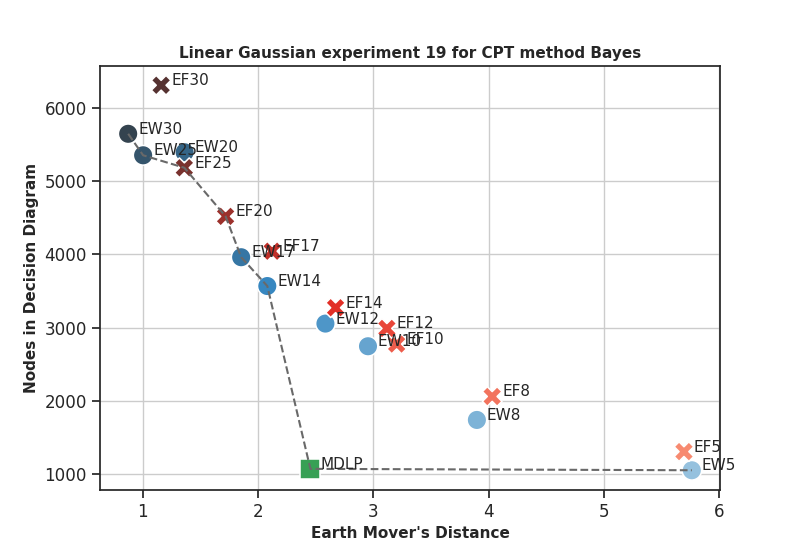 Linear Gaussian experiment 19 for CPT method Bayes
EF30
6000
EW30
EW25
EW20
EF25
5000
EF20
EF17
EW17
4000
EW14
EF14
EW12
EF12
3000
EW10
EF10
EF8
2000
EW8
EF5
MDLP
EW5
1000
1 2 3 4 5 6
Nodes in Decision Diagram
Earth Mover's Distance